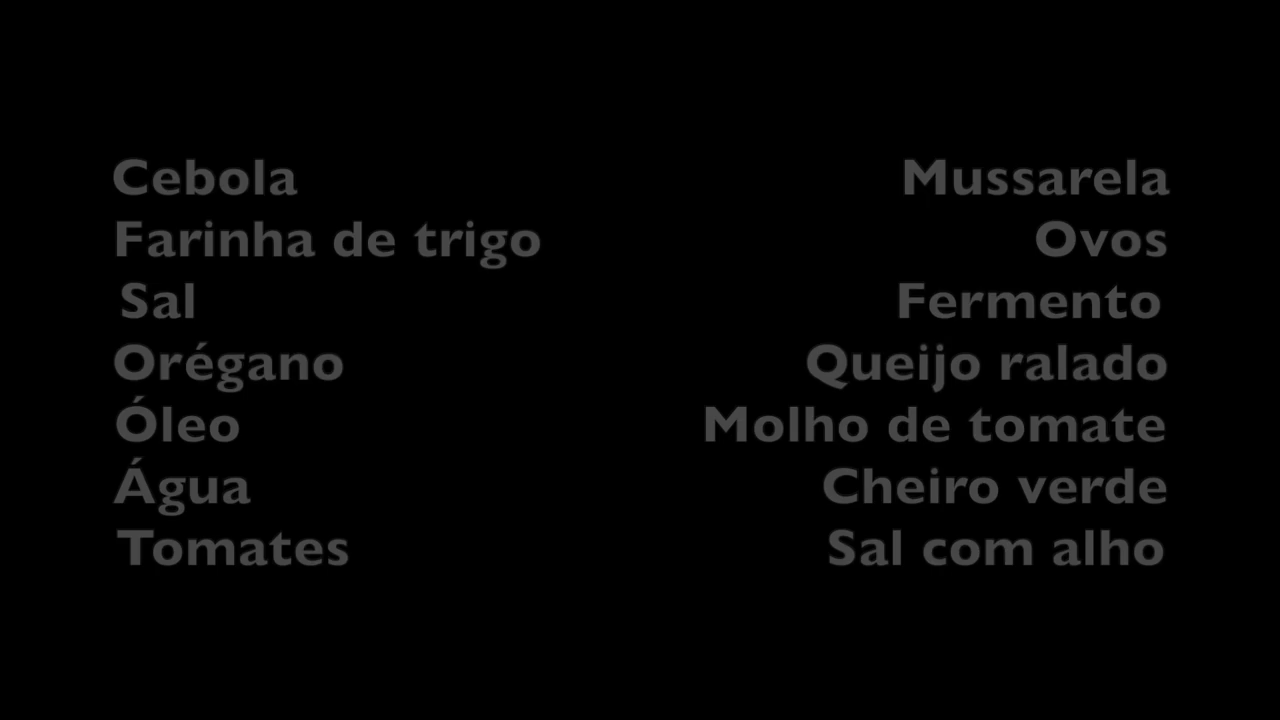 Cebola
Farinha de trigo
Sal
Orégano
Óleo
Água
Tomates
Mussarela
Ovos
Fermento
Queijo ralado
Molho de tomate
Cheiro verde
Sal com alho